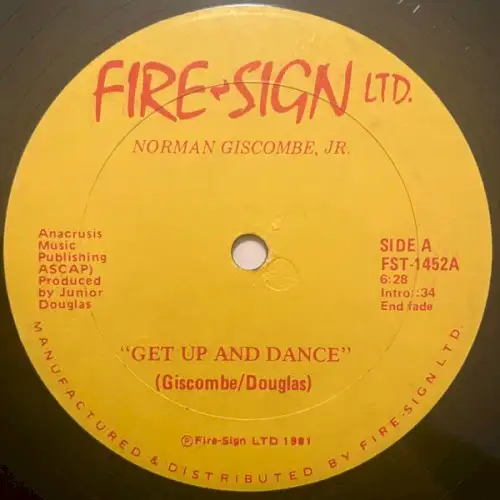 FIRE-SIGN LTD.
NORMAN GISCOMBE, JR.
Anacrusis
Music
Publishing
ASCAP)
Produced
by Junior
Douglas
SIDE A
FST-1452A
6:28
Intro::34
End fade
"GET UP AND DANCE"
(Giscombe/Douglas)
℗Fire-Sign LTD 1981
MANUFACTURED & DISTRIBUTED BY FIRE-SIGN LTD.